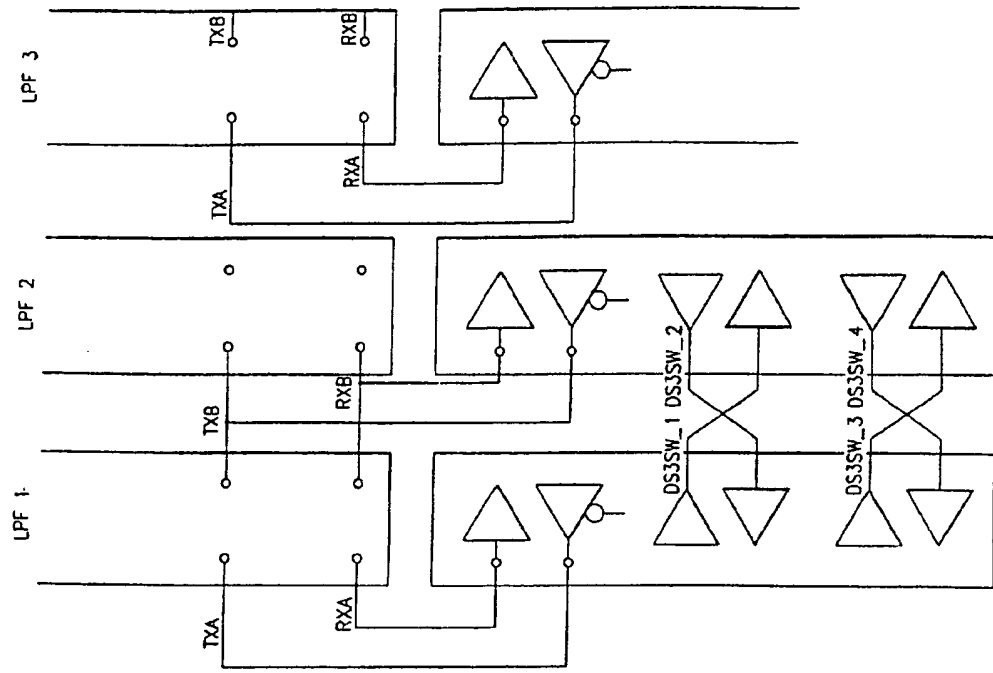 LPF 1
TXA
RXA
LPF 2
TXB
RXB
LPF 3
TXA
RXA
TXB
RXB
DS3SW_1 DS3SW_2
DS3SW_3 DS3SW_4